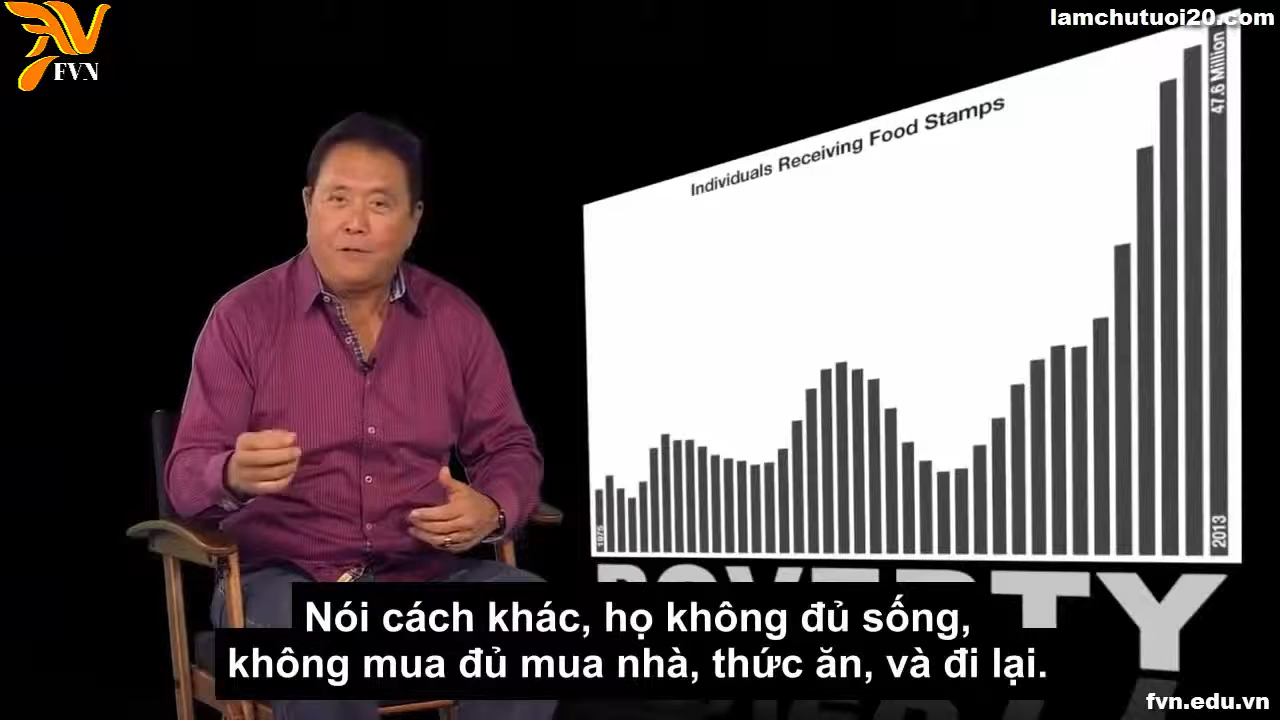 lamchutuoi20.com
FVN
Individuals Receiving Food Stamps
47.6 Million
1975
2013
POVERTY
Nói cách khác, họ không đủ sống,
không mua đủ mua nhà, thức ăn, và đi lại.
fvn.edu.vn